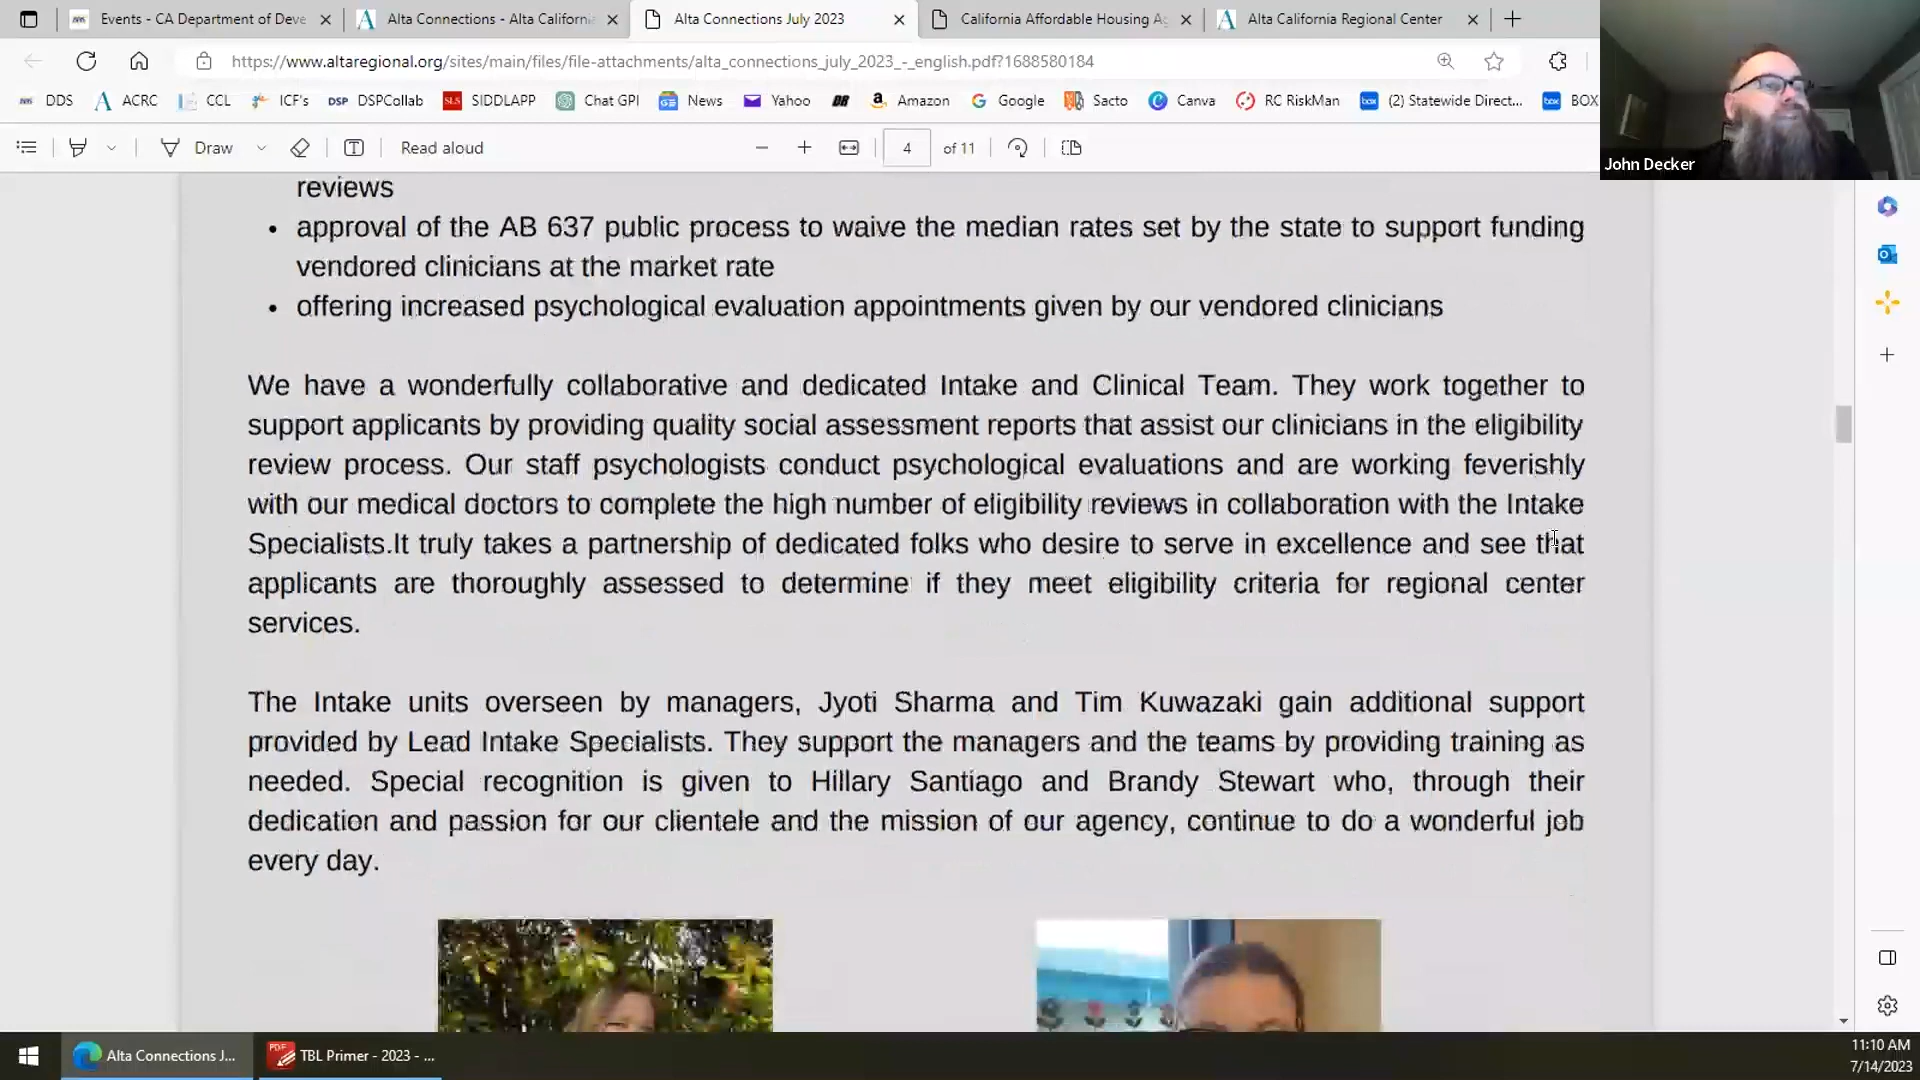 Events - CA Department of Deve
Alta Connections - Alta Californi
Alta Connections July 2023
California Affordable Housing A
Alta California Regional Center
https://www.altaregional.org/sites/main/files/file-attachments/alta_connections_july_2023_-_english.pdf?1688580184
DDS
ACRC
CCL
ICF's
DSP DSPCollab
SLS SIDDLAPP
Chat GPI
News
Yahoo
Amazon
Google
Sacto
Canva
RC RiskMan
box (2) Statewide Direct...
box BOX
John Decker
Draw
Read aloud
4 of 11
reviews
• approval of the AB 637 public process to waive the median rates set by the state to support funding
vendored clinicians at the market rate
• offering increased psychological evaluation appointments given by our vendored clinicians
We have a wonderfully collaborative and dedicated Intake and Clinical Team. They work together to
support applicants by providing quality social assessment reports that assist our clinicians in the eligibility
review process. Our staff psychologists conduct psychological evaluations and are working feverishly
with our medical doctors to complete the high number of eligibility reviews in collaboration with the Intake
Specialists.It truly takes a partnership of dedicated folks who desire to serve in excellence and see that
applicants are thoroughly assessed to determine if they meet eligibility criteria for regional center
services.
The Intake units overseen by managers, Jyoti Sharma and Tim Kuwazaki gain additional support
provided by Lead Intake Specialists. They support the managers and the teams by providing training as
needed. Special recognition is given to Hillary Santiago and Brandy Stewart who, through their
dedication and passion for our clientele and the mission of our agency, continue to do a wonderful job
every day.
Alta Connections J...
PDF TBL Primer - 2023 - ...
11:10 AM
7/14/2023